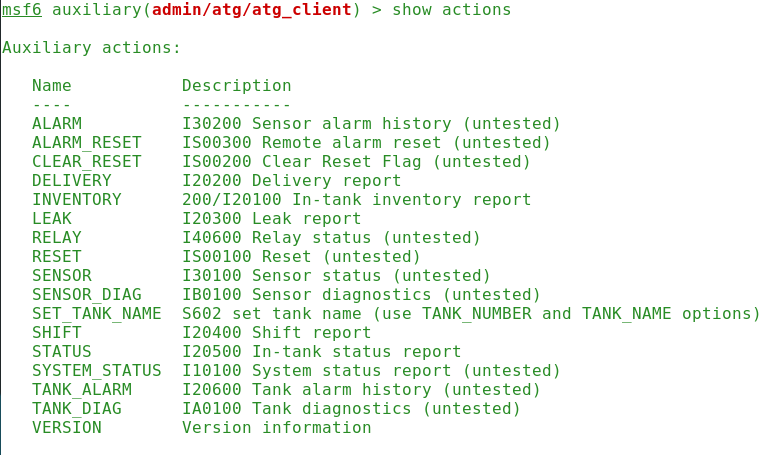 msf6 auxiliary(admin/atg/atg_client) > show actions
Auxiliary actions:
Name Description
---- -----------
ALARM I30200 Sensor alarm history (untested)
ALARM_RESET IS00300 Remote alarm reset (untested)
CLEAR_RESET IS00200 Clear Reset Flag (untested)
DELIVERY I20200 Delivery report
INVENTORY 200/I20100 In-tank inventory report
LEAK I20300 Leak report
RELAY I40600 Relay status (untested)
RESET IS00100 Reset (untested)
SENSOR I30100 Sensor status (untested)
SENSOR_DIAG IB0100 Sensor diagnostics (untested)
SET_TANK_NAME S602 set tank name (use TANK_NUMBER and TANK_NAME options)
SHIFT I20400 Shift report
STATUS I20500 In-tank status report
SYSTEM_STATUS I10100 System status report (untested)
TANK_ALARM I20600 Tank alarm history (untested)
TANK_DIAG IA0100 Tank diagnostics (untested)
VERSION Version information